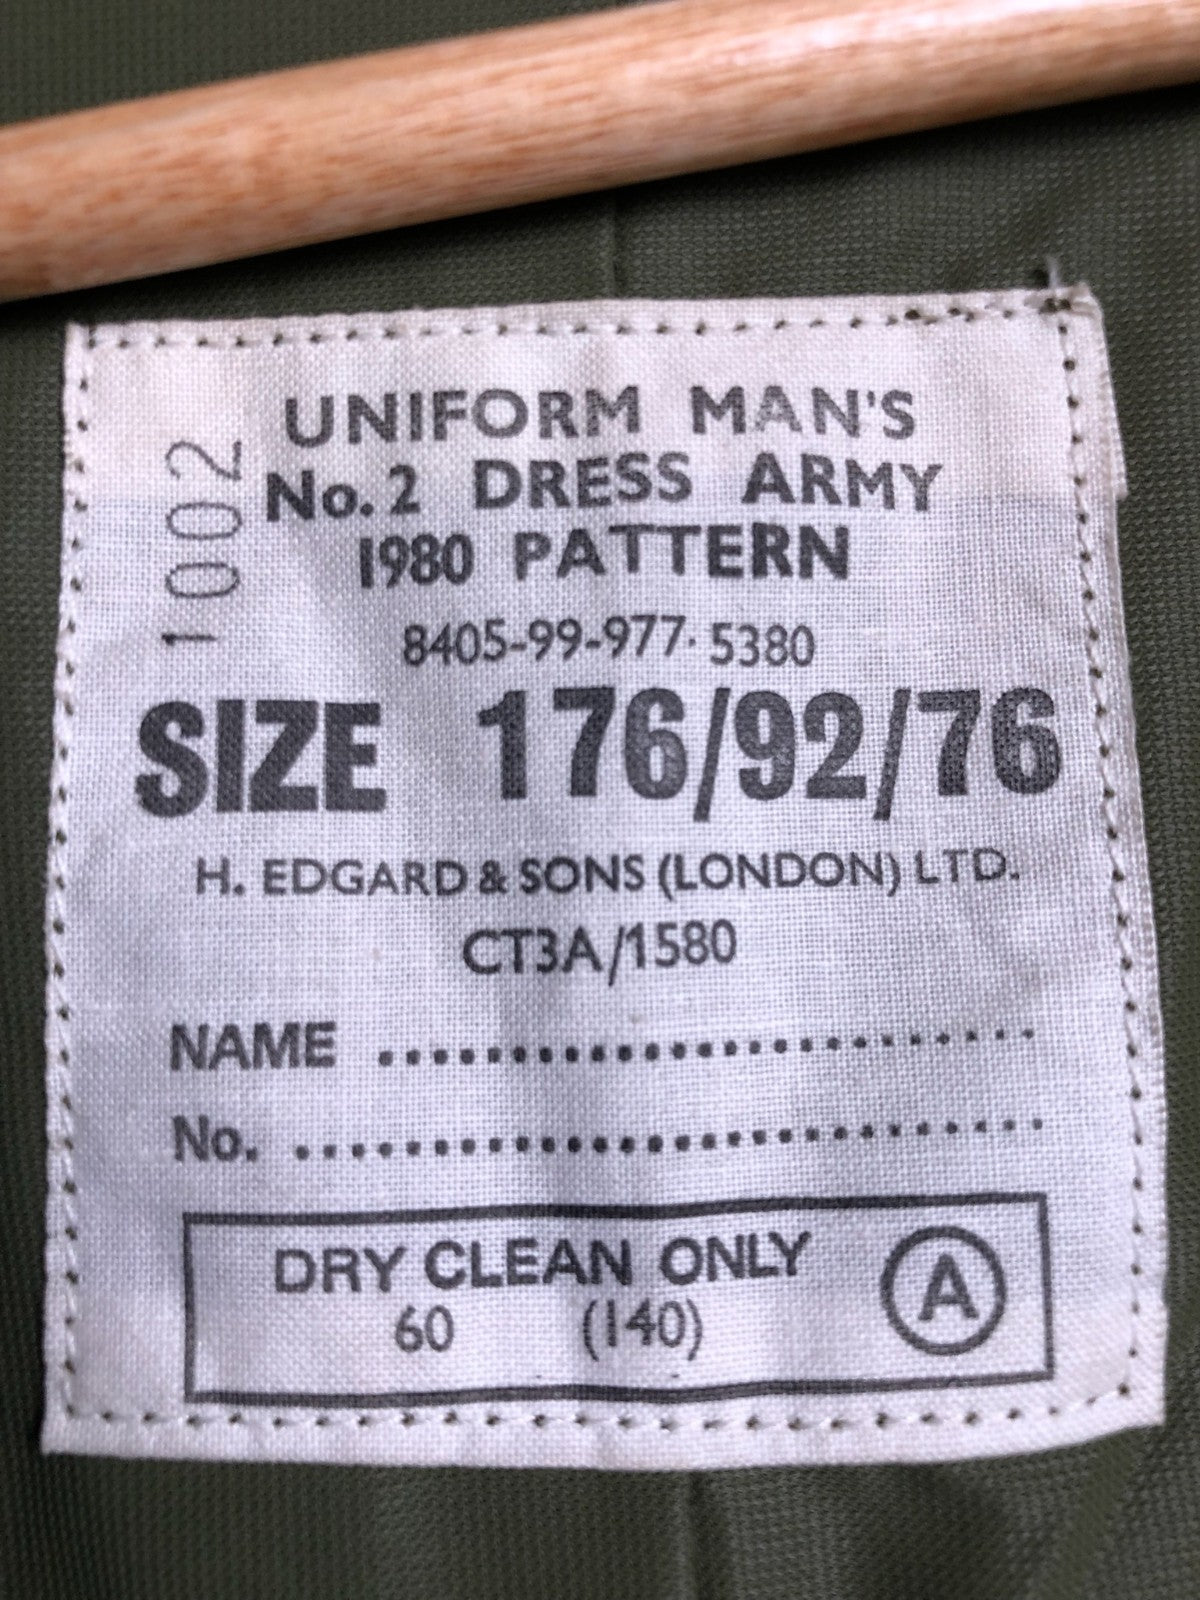 1002
UNIFORM MAN'S
No. 2 DRESS ARMY
1980 PATTERN
8405-99-977·5380
SIZE 176/92/76
H. EDGARD & SONS (LONDON) LTD.
CT3A/1580
NAME ............................
No. ............................
DRY CLEAN ONLY
60 (140)
A